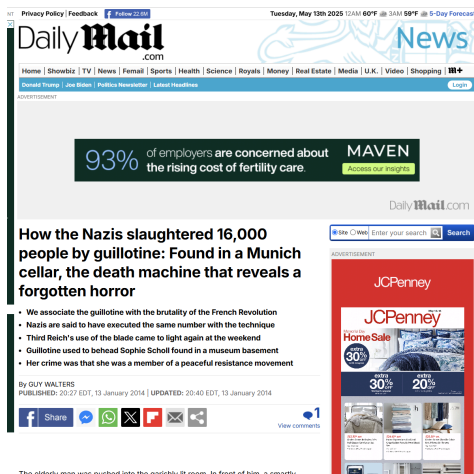 Privacy Policy | Feedback
Follow 22.6M
Tuesday, May 13th 2025 12AM 60°F 3AM 59°F 5-Day Forecast
Daily Mail
.com
News
Home | Showbiz | TV | News | Femail | Sports | Health | Science | Royals | Money | Real Estate | Media | U.K. | Video | Shopping | M+
Donald Trump | Joe Biden | Politics Newsletter | Latest Headlines
Login
ADVERTISEMENT
93% of employers are concerned about
the rising cost of fertility care.
MAVEN
Access our insights
Daily Mail.com
Site Web Enter your search Search
How the Nazis slaughtered 16,000
people by guillotine: Found in a Munich
cellar, the death machine that reveals a
forgotten horror
• We associate the guillotine with the brutality of the French Revolution
• Nazis are said to have executed the same number with the technique
• Third Reich's use of the blade came to light again at the weekend
• Guillotine used to behead Sophie Scholl found in a museum basement
• Her crime was that she was a member of a peaceful resistance movement
By GUY WALTERS
PUBLISHED: 20:27 EDT, 13 January 2014 | UPDATED: 20:40 EDT, 13 January 2014
Share
1
View comments
ADVERTISEMENT
JCPenney
JCPenney
Home Sale
extra
30%
extra
30%
extra
20%